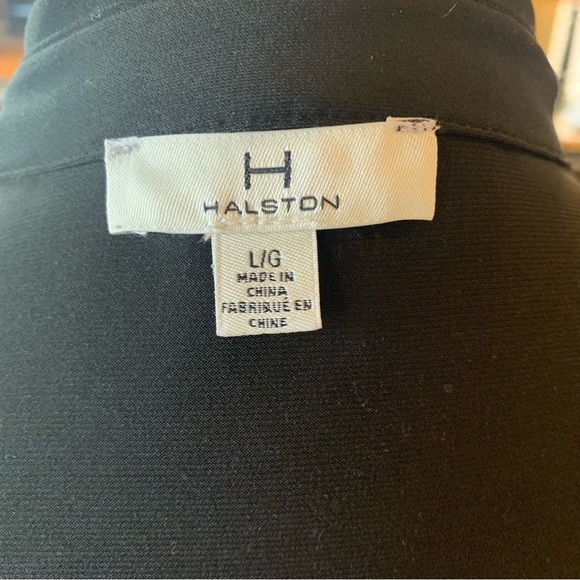 H
HALSTON
L/G
MADE IN
CHINA
FABRIQUÉ EN
CHINE